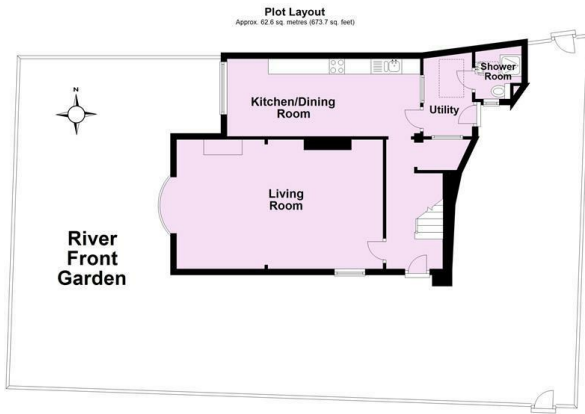 Plot Layout
Approx. 62.6 sq. metres (673.7 sq. feet)
N
Shower
Room
Kitchen/Dining
Room
Utility
Living
Room
River
Front
Garden